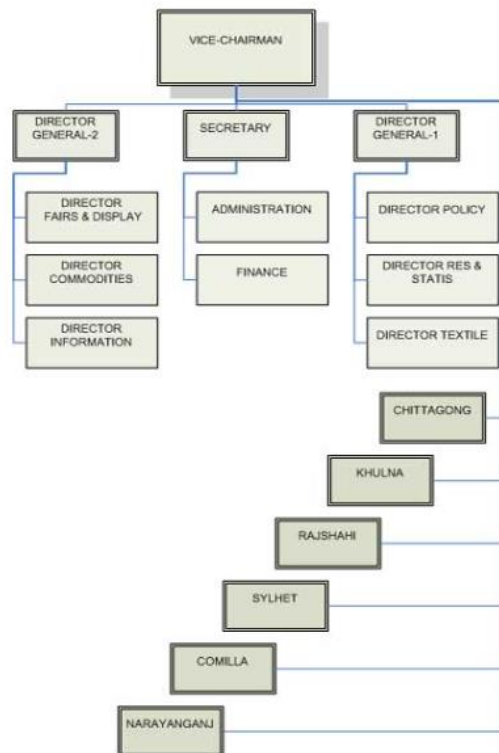 VICE-CHAIRMAN
DIRECTOR
GENERAL-2
SECRETARY
DIRECTOR
GENERAL-1
DIRECTOR
FAIRS & DISPLAY
ADMINISTRATION
DIRECTOR POLICY
DIRECTOR
COMMODITIES
FINANCE
DIRECTOR RES &
STATIS
DIRECTOR
INFORMATION
DIRECTOR TEXTILE
CHITTAGONG
KHULNA
RAJSHAHI
SYLHET
COMILLA
NARAYANGANJ